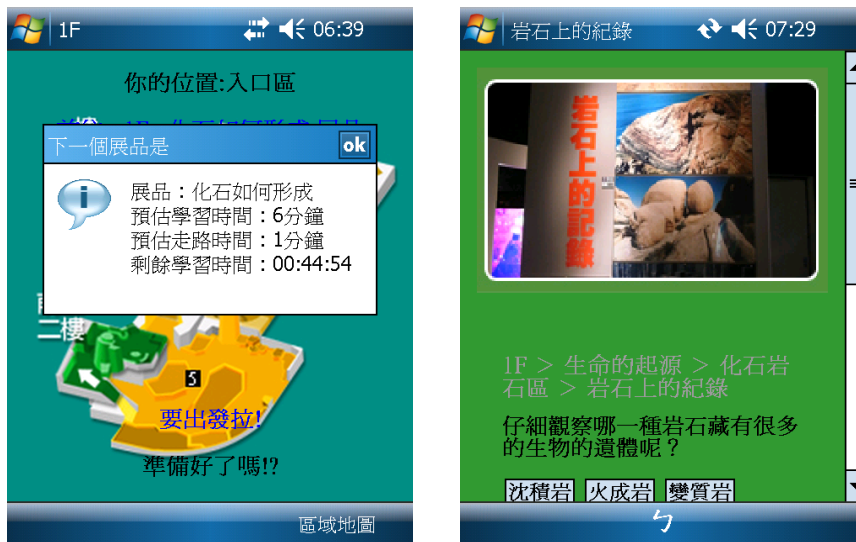 1F
06:39
你的位置:入口區
下一個展品是
ok
展品：化石如何形成
預估學習時間：6分鐘
預估走路時間：1分鐘
剩餘學習時間：00:44:54
二樓
5
要出發拉!
準備好了嗎!?
區域地圖
岩石上的紀錄
07:29
岩石上的記錄
1F > 生命的起源 > 化石岩
石區 > 岩石上的紀錄
仔細觀察哪一種岩石藏有很多
的生物的遺體呢？
沈積岩 火成岩 變質岩
ㄅ